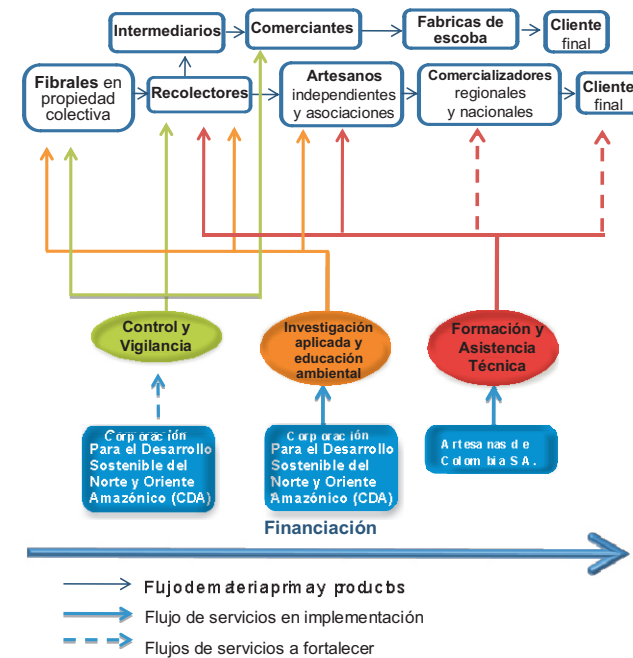 Intermediarios
Comerciantes
Fabricas de
escoba
Cliente
final
Fibrales en
propiedad
colectiva
Recolectores
Artesanos
independientes
y asociaciones
Comercializadores
regionales
y nacionales
Cliente
final
Control y
Vigilancia
Investigación
aplicada y
educación
ambiental
Formación y
Asistencia
Técnica
Corporación
Para el Desarrollo
Sostenible del
Norte y Oriente
Amazónico (CDA)
Corporación
Para el Desarrollo
Sostenible del
Norte y Oriente
Amazónico (CDA)
Artesanas de
Colombia SA.
Financiación
Flujo de materia prima y productos
Flujo de servicios en implementación
Flujos de servicios a fortalecer